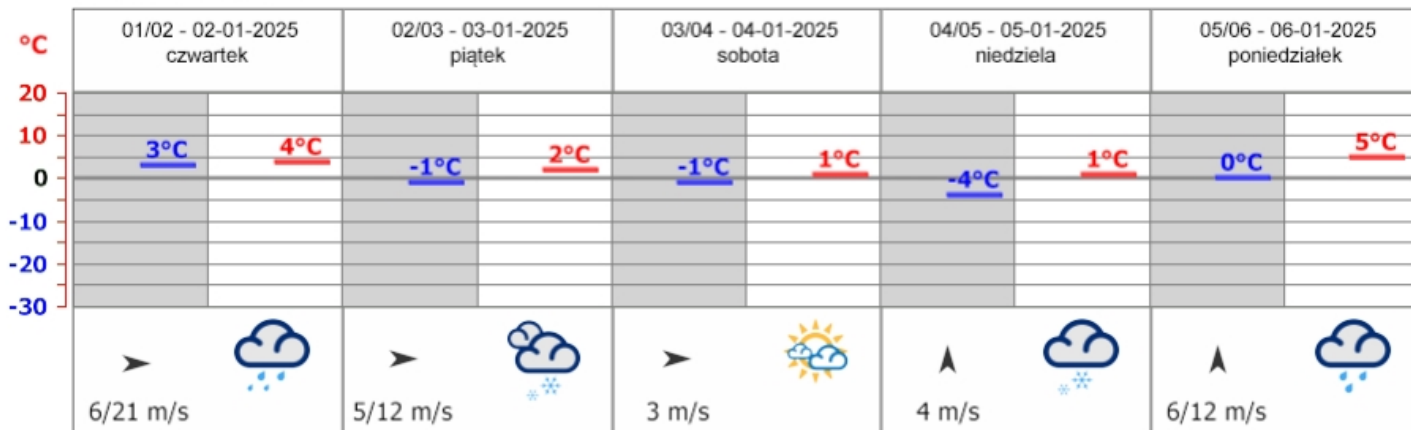 °C
01/02 - 02-01-2025
czwartek
02/03 - 03-01-2025
piątek
03/04 - 04-01-2025
sobota
04/05 - 05-01-2025
niedziela
05/06 - 06-01-2025
poniedziałek
20
10
0
-10
-20
-30
3°C
4°C
-1°C
2°C
-1°C
1°C
-4°C
1°C
0°C
5°C
6/21 m/s
5/12 m/s
3 m/s
4 m/s
6/12 m/s